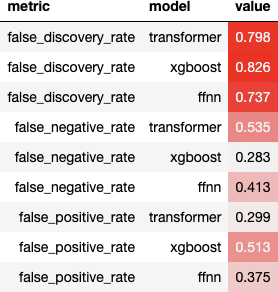 metric model value
false_discovery_rate transformer 0.798
false_discovery_rate xgboost 0.826
false_discovery_rate ffnn 0.737
false_negative_rate transformer 0.535
false_negative_rate xgboost 0.283
false_negative_rate ffnn 0.413
false_positive_rate transformer 0.299
false_positive_rate xgboost 0.513
false_positive_rate ffnn 0.375